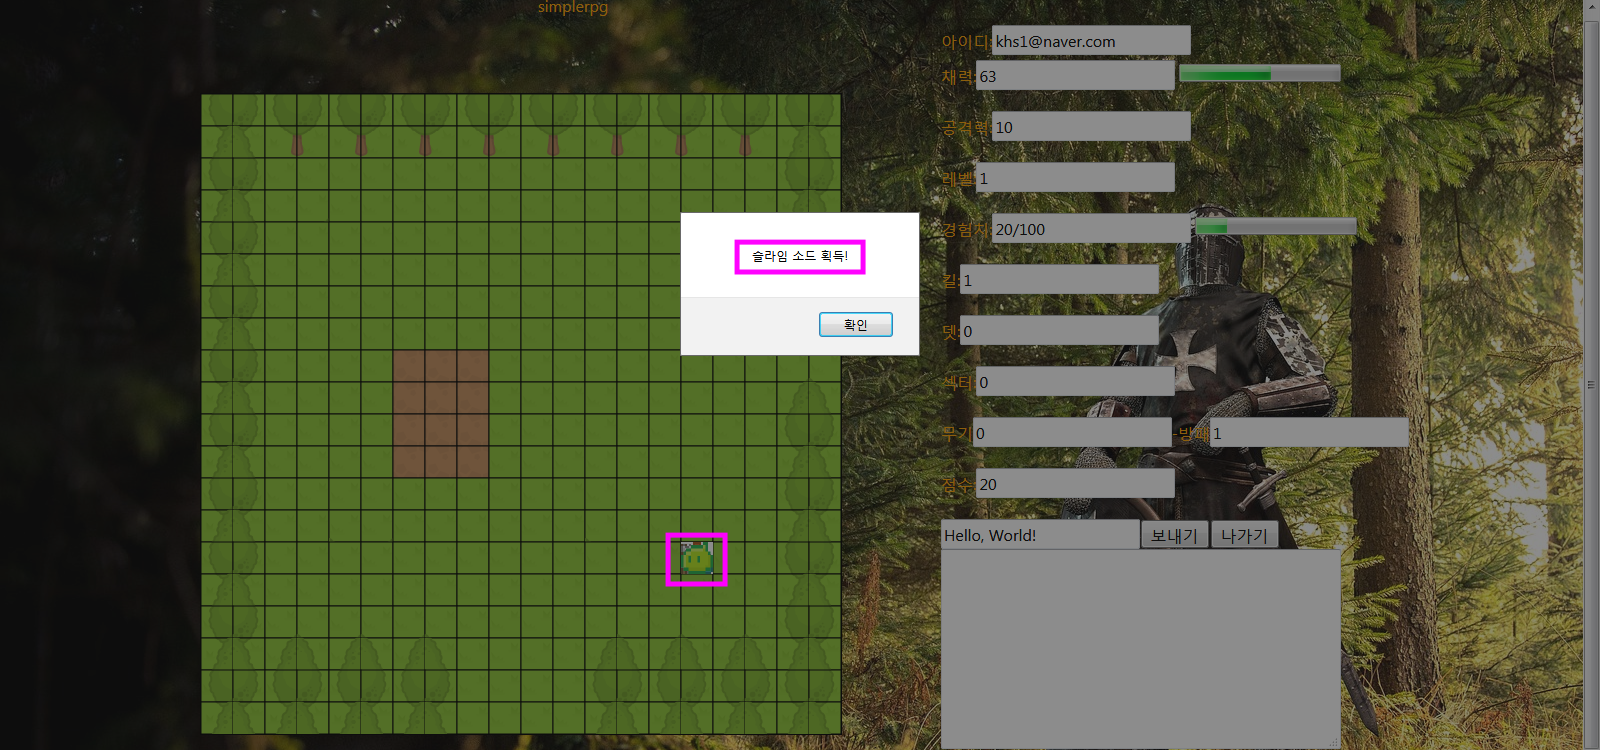 simplerpg
아이디: khs1@naver.com
채력: 63
공격력: 10
레벨: 1
경험치: 20/100
킬: 1
뎃: 0
섹터: 0
무기: 0 -방패: 1
점수: 20
슬라임 소드 획득!
확인
Hello, World! 보내기 나가기